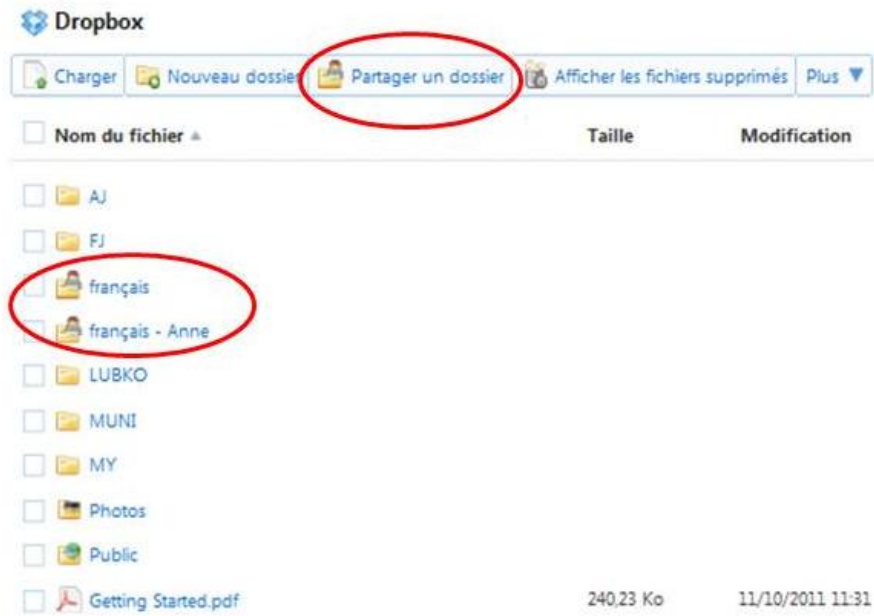 Dropbox
Charger Nouveau dossier Partager un dossier Afficher les fichiers supprimés Plus
Nom du fichier Taille Modification
AJ
FJ
français
français - Anne
LUBKO
MUNI
MY
Photos
Public
Getting Started.pdf 240,23 Ko 11/10/2011 11:31